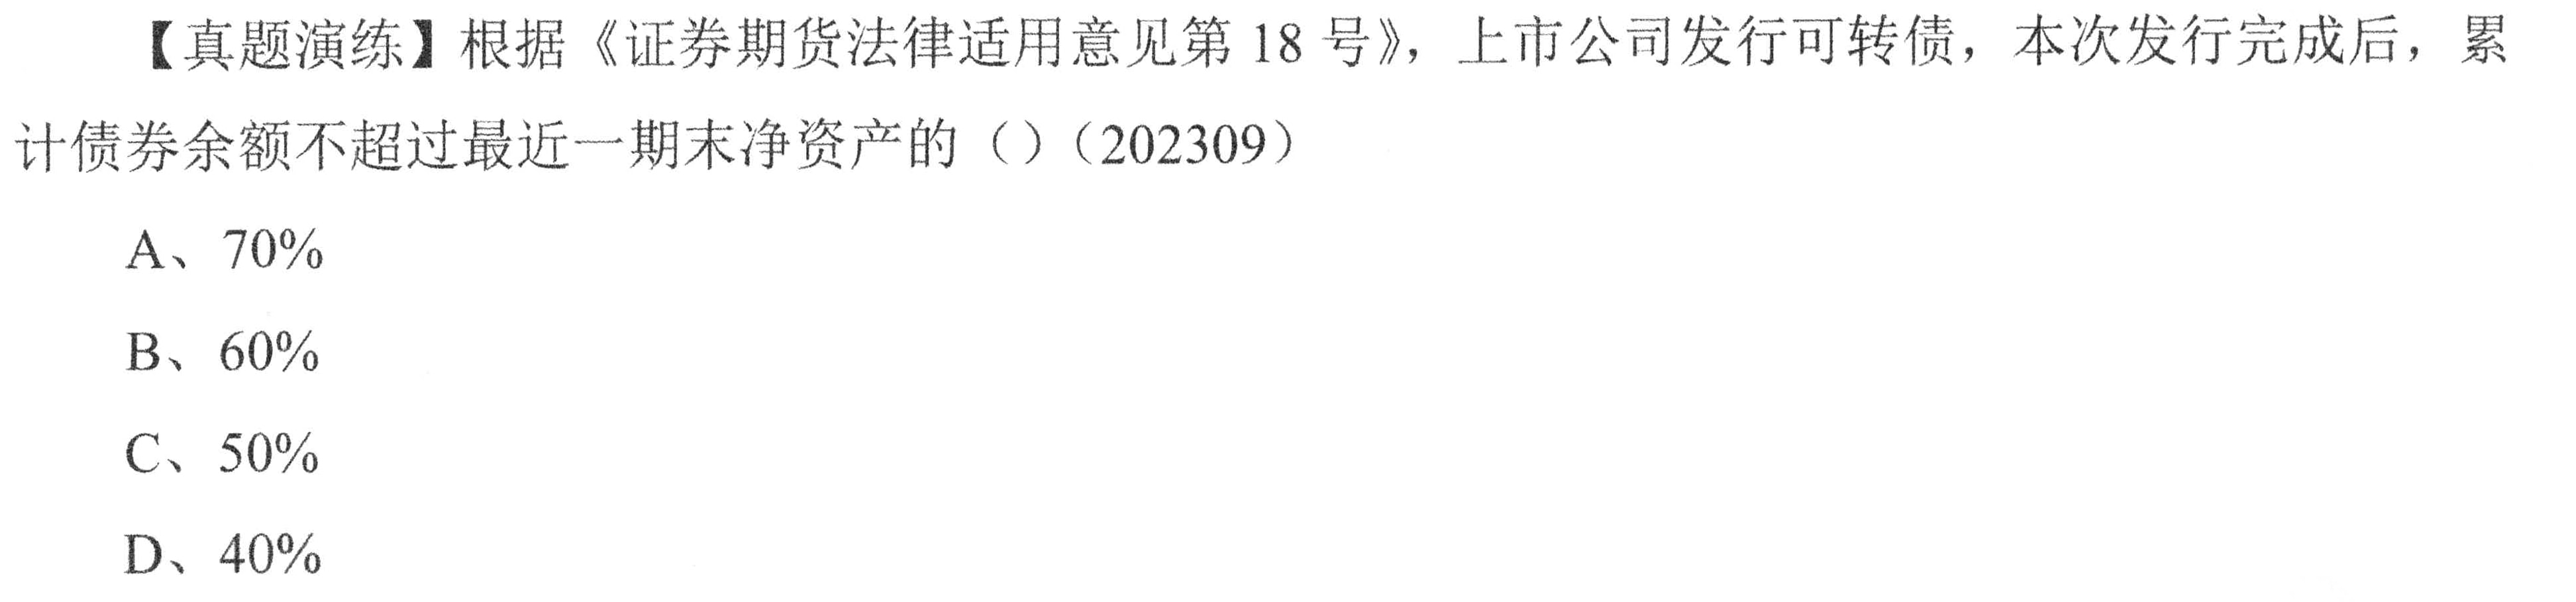 【真题演练】根据《证券期货法律适用意见第 18 号》，上市公司发行可转债，本次发行完成后，累
计债券余额不超过最近一期末净资产的（）（202309）
A、70%
B、60%
C、50%
D、40%